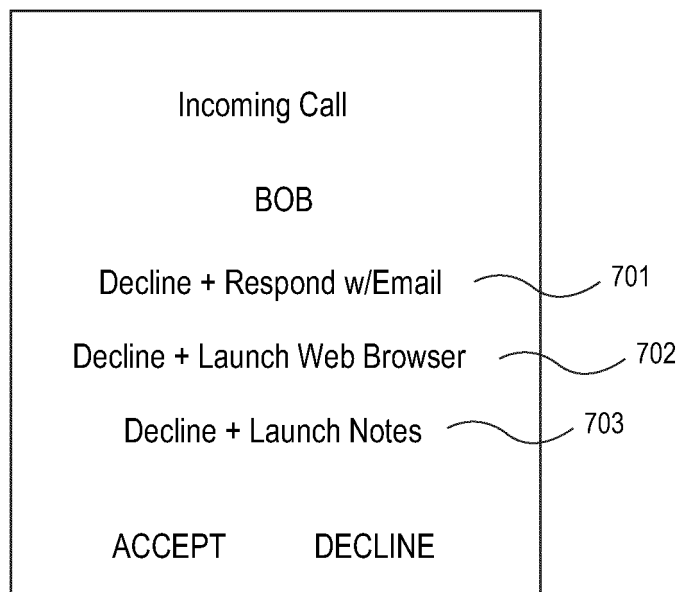 Incoming Call
BOB
Decline + Respond w/Email 701
Decline + Launch Web Browser 702
Decline + Launch Notes 703
ACCEPT DECLINE